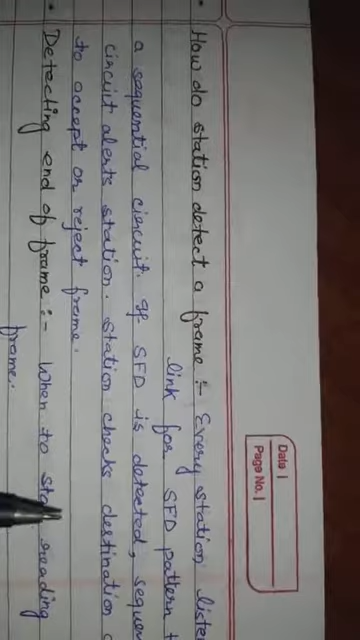 Date |
Page No. |
• How do station detect a frame :- Every station listen
link for SFD pattern
a sequential circuit. If SFD is detected, sequen
circuit alerts station. Station checks destination
to accept or reject frame.
• Detecting end of frame :- When to reading
frame.